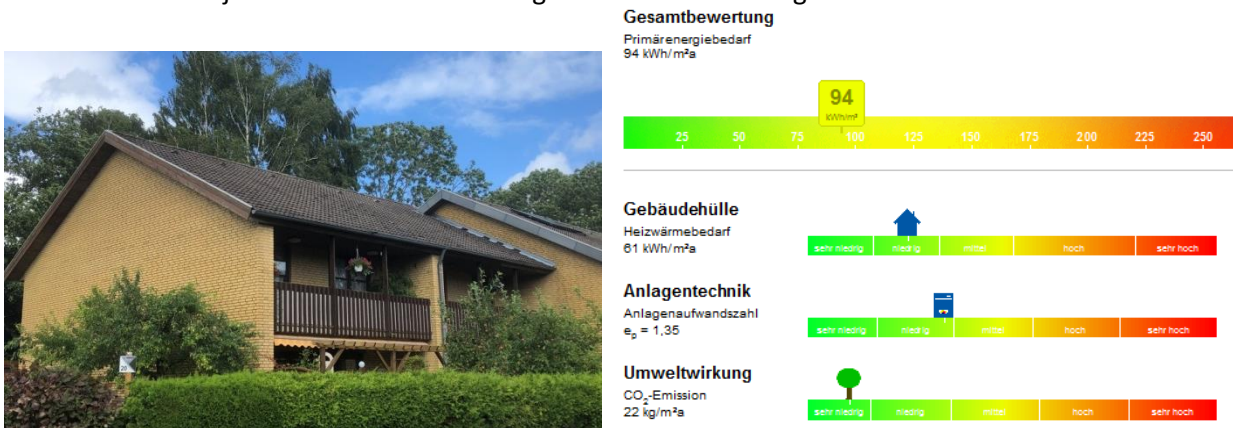 Gesamtbewertung
Primärenergiebedarf
94 kWh/m²a
94
kWh/m²
25 50 75 100 125 150 175 200 225 250
Gebäudehülle
Heizwärmebedarf
61 kWh/m²a
sehr niedrig niedrig mittel hoch sehr hoch
Anlagentechnik
Anlagenaufwandszahl
eₚ = 1,35
sehr niedrig niedrig mittel hoch sehr hoch
Umweltwirkung
CO₂-Emission
22 kg/m²a
sehr niedrig niedrig mittel hoch sehr hoch